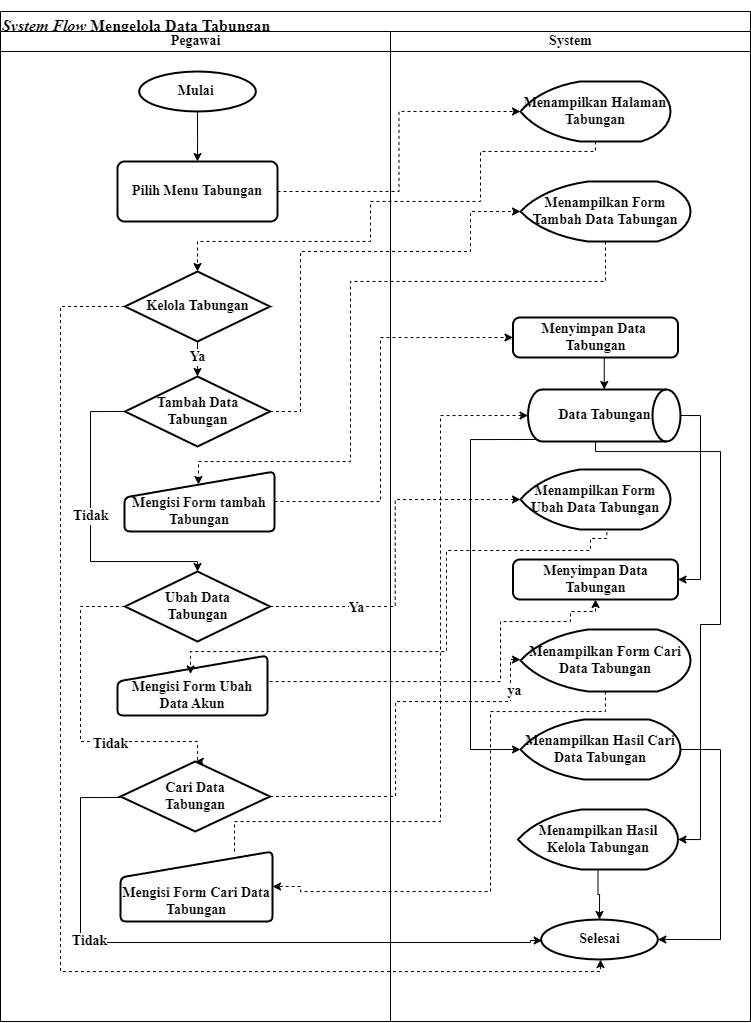 System Flow Mengelola Data Tabungan
Pegawai
System
Mulai
Menampilkan Halaman
Tabungan
Pilih Menu Tabungan
Menampilkan Form
Tambah Data Tabungan
Kelola Tabungan
Menyimpan Data
Tabungan
Ya
Tambah Data
Tabungan
Data Tabungan
Mengisi Form tambah
Tabungan
Menampilkan Form
Ubah Data Tabungan
Tidak
Menyimpan Data
Tabungan
Ubah Data
Tabungan
Ya
Menampilkan Form Cari
Data Tabungan
Mengisi Form Ubah
Data Akun
ya
Tidak
Menampilkan Hasil Cari
Data Tabungan
Cari Data
Tabungan
Menampilkan Hasil
Kelola Tabungan
Mengisi Form Cari Data
Tabungan
Tidak
Selesai